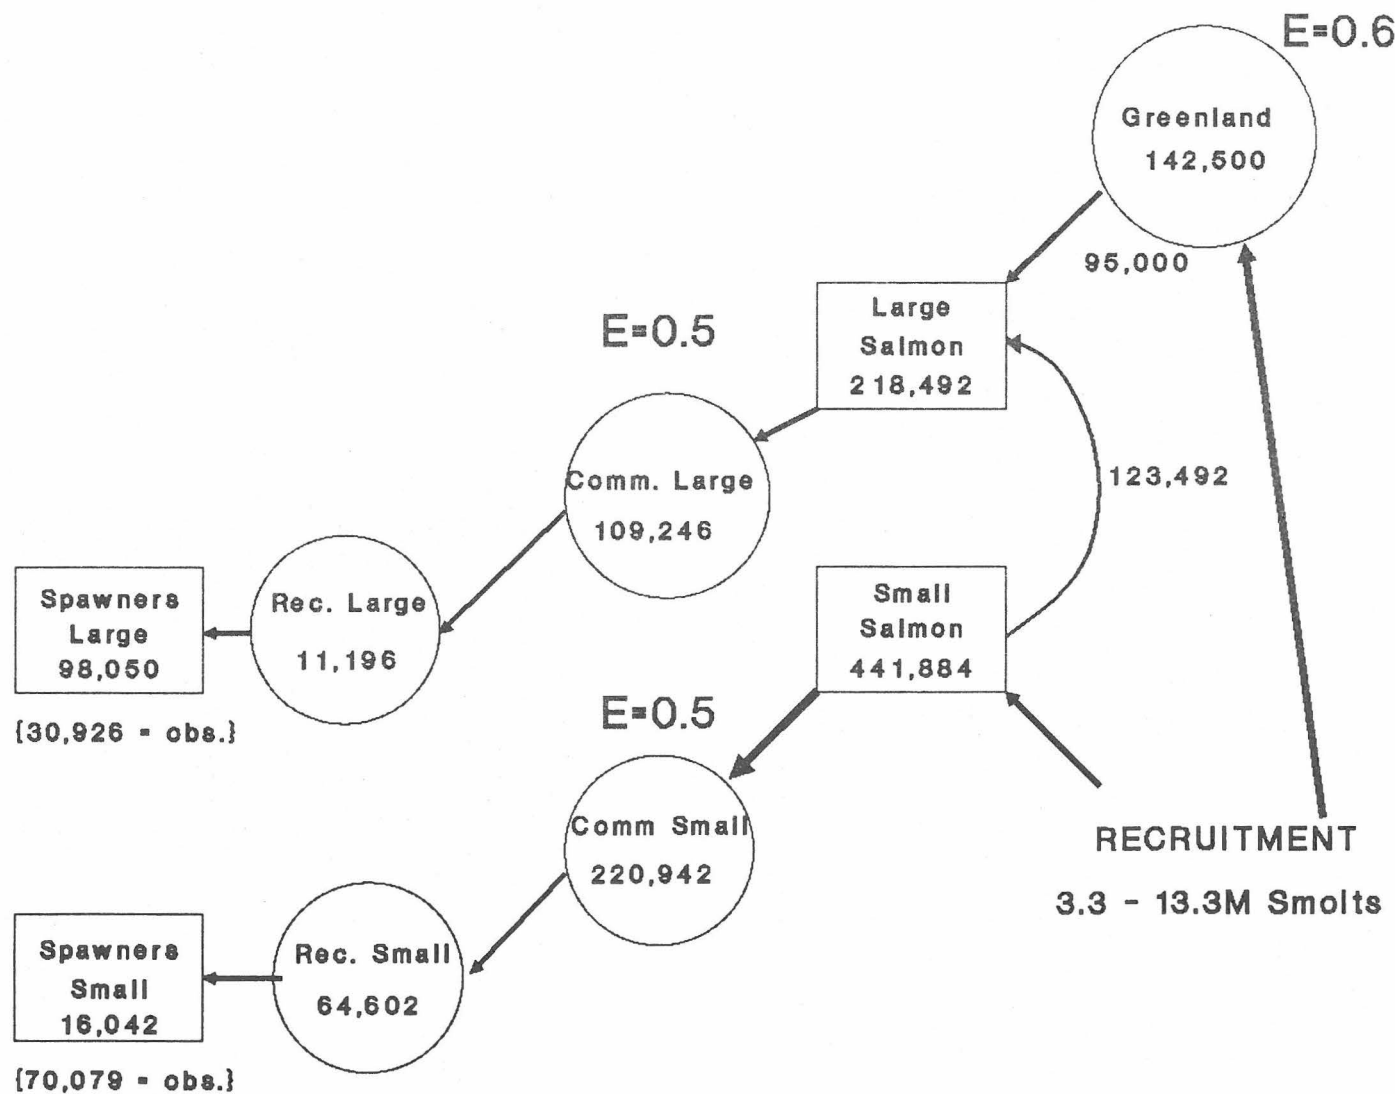 E=0.6
Greenland
142,500
95,000
Large
Salmon
218,492
E=0.5
Comm. Large
109,246
123,492
Rec. Large
11,196
Spawners
Large
98,050
{30,926 = obs.}
Small
Salmon
441,884
E=0.5
Comm Small
220,942
RECRUITMENT
3.3 - 13.3M Smolts
Rec. Small
64,602
Spawners
Small
16,042
{70,079 = obs.}